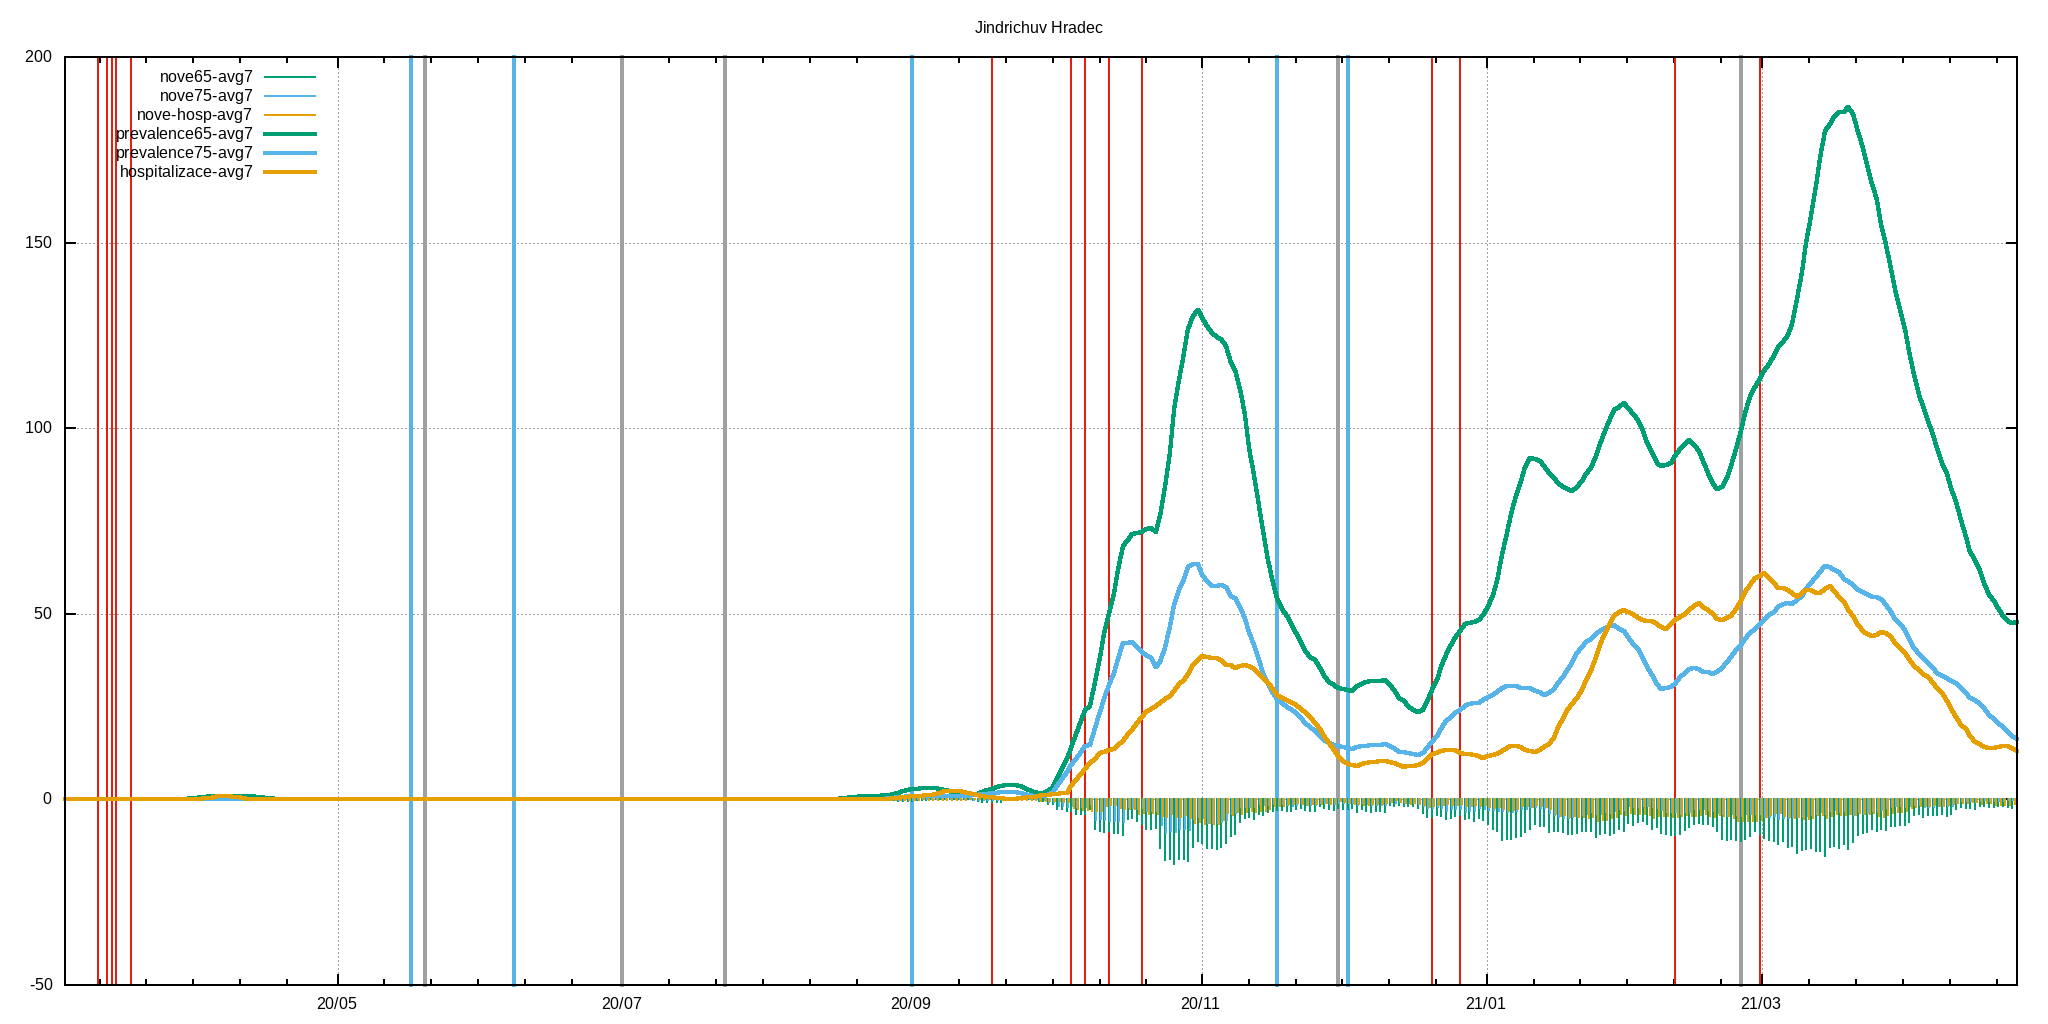 Jindrichuv Hradec
200
nove65-avg7
nove75-avg7
nove-hosp-avg7
prevalence65-avg7
prevalence75-avg7
hospitalizace-avg7
150
100
50
0
-50
20/05 20/07 20/09 20/11 21/01 21/03